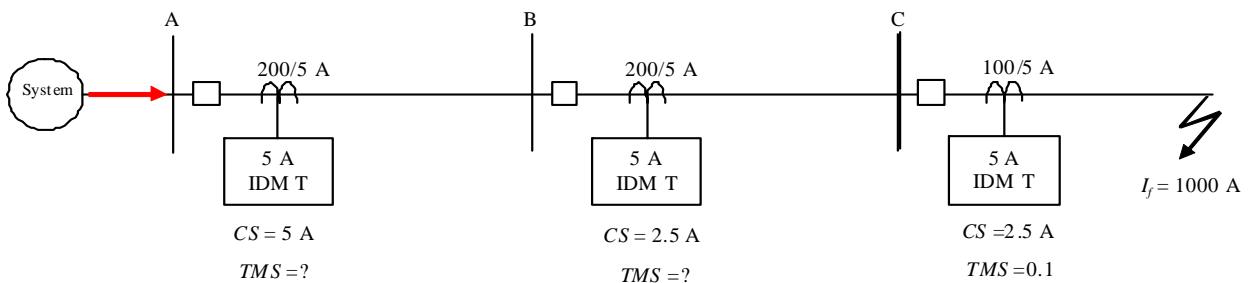 A
B
C
System
200/5 A
200/5 A
100/5 A
5 A
IDM T
5 A
IDM T
5 A
IDM T
I_f = 1000 A
CS = 5 A
CS = 2.5 A
CS =2.5 A
TMS =?
TMS =?
TMS=0.1